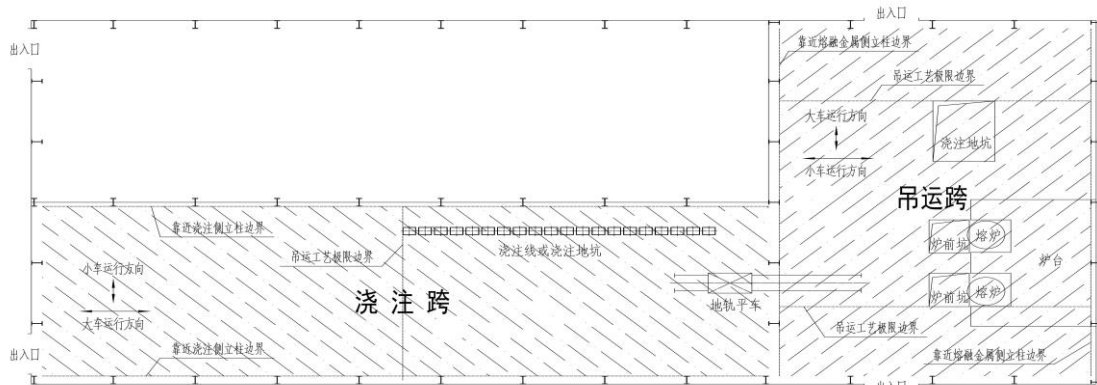 出入口
出入口
靠近熔融金属侧立柱边界
吊运工艺极限边界
大车运行方向
小车运行方向
浇注地坑
吊运跨
靠近浇注侧立柱边界
吊运工艺极限边界
浇注线或浇注地坑
炉前坑
熔炉
炉台
小车运行方向
大车运行方向
浇注跨
地轨平车
炉前坑
熔炉
吊运工艺极限边界
出入口
靠近浇注侧立柱边界
靠近熔融金属侧立柱边界
出入口